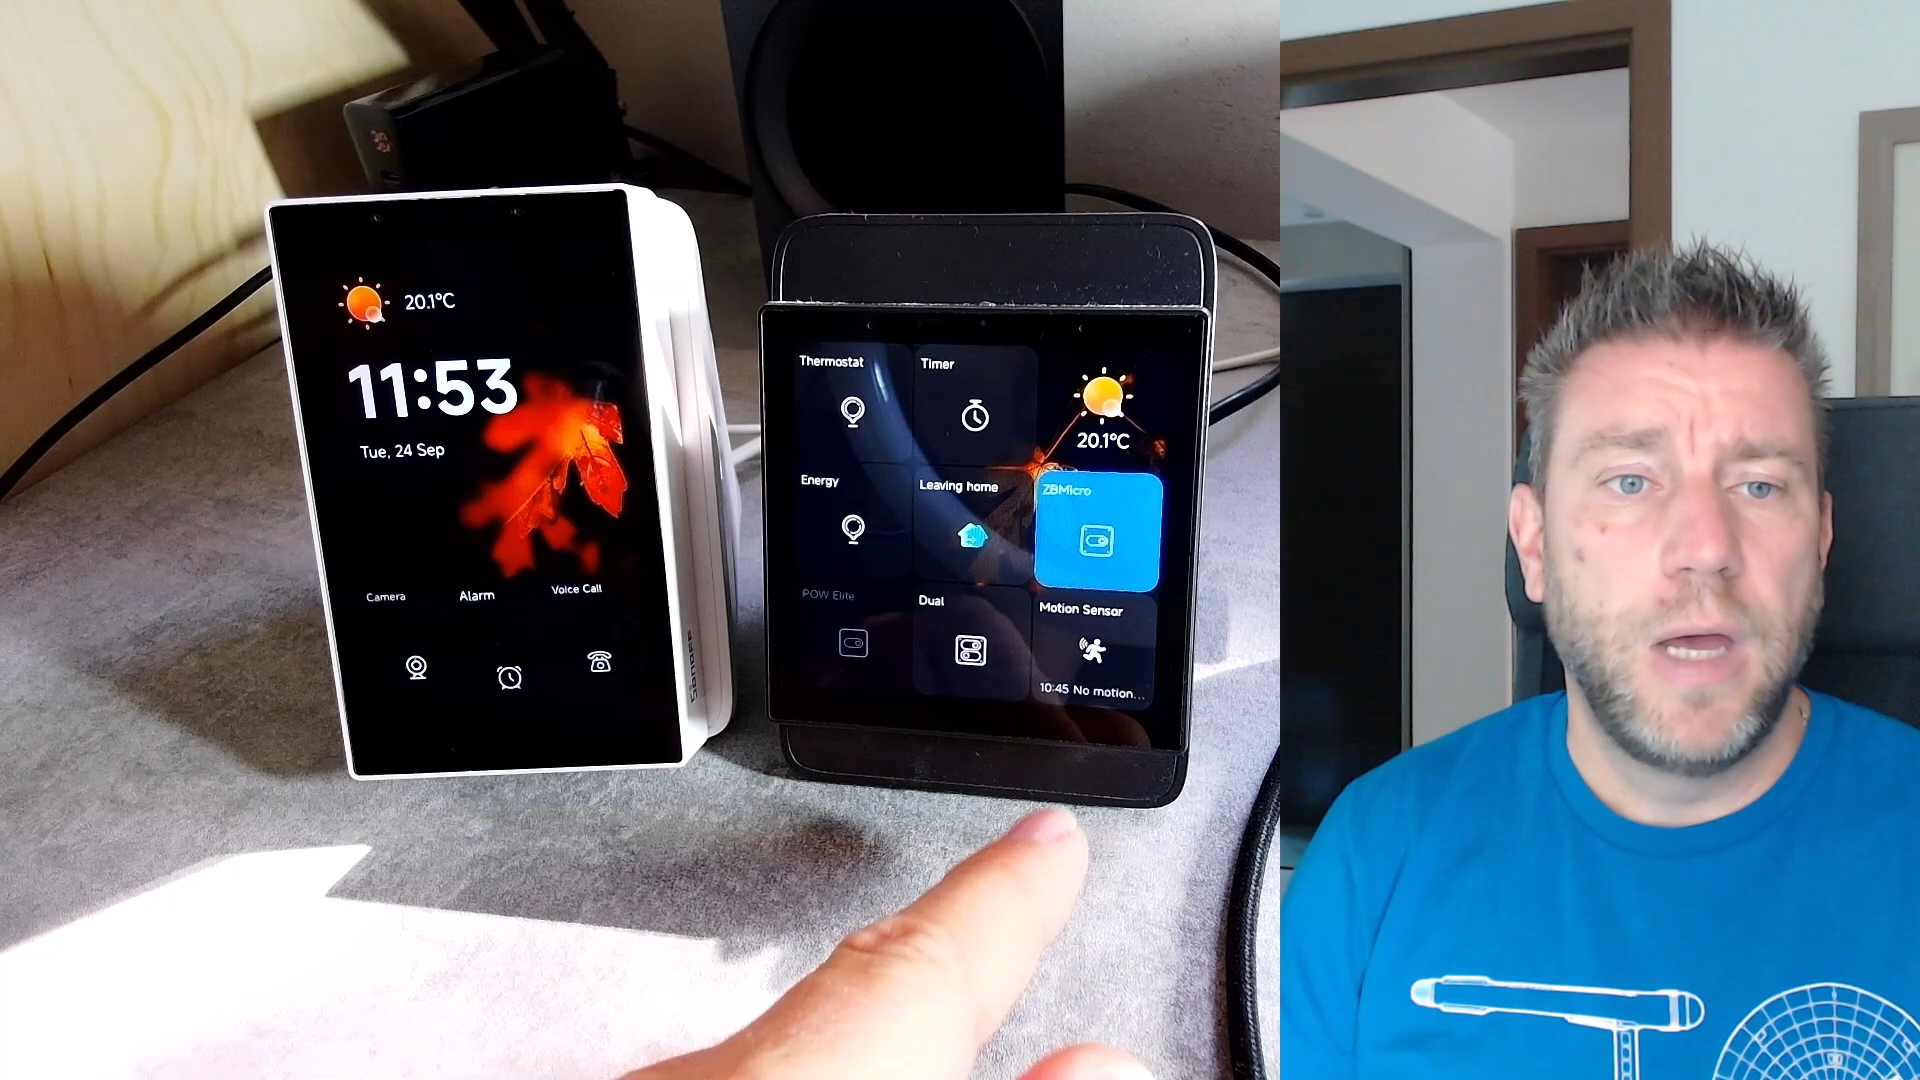 20.1°C
11:53
Tue, 24 Sep
Camera
Alarm
Voice Call
SONOFF
Thermostat
Timer
20.1°C
Energy
Leaving home
ZBMicro
POW Elite
Dual
Motion Sensor
10:45 No motion...